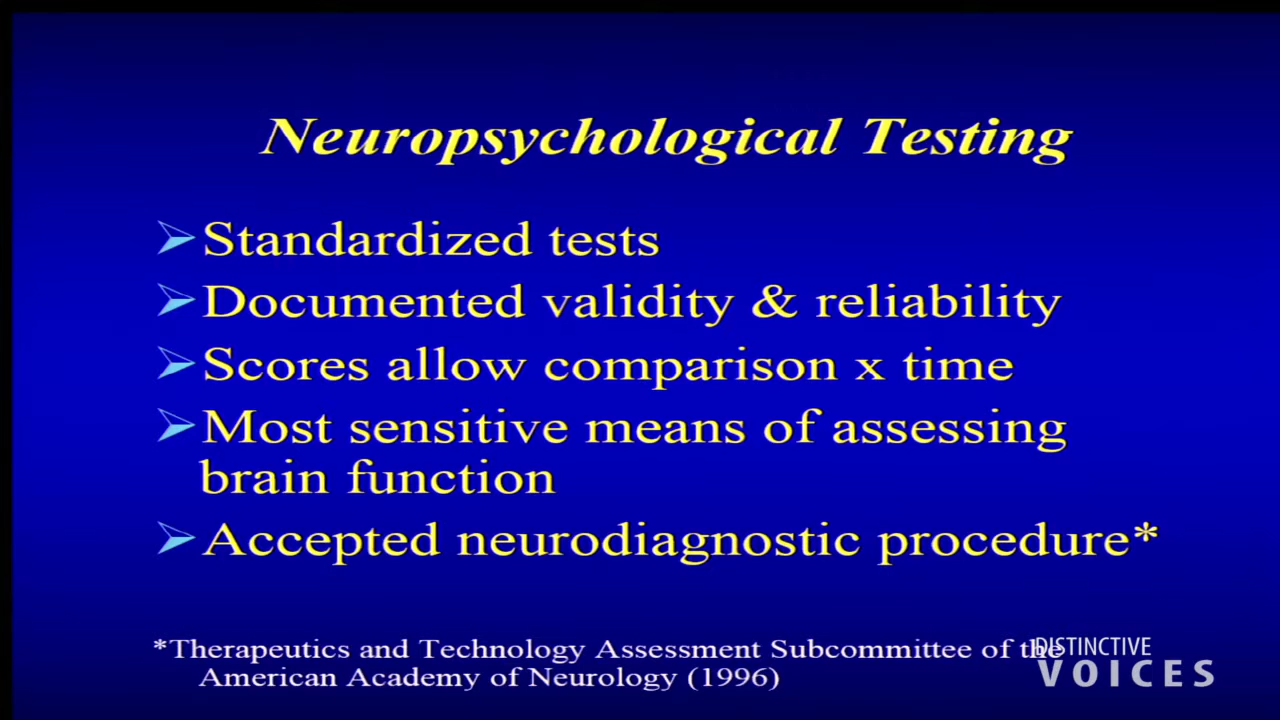 Neuropsychological Testing
Standardized tests
Documented validity & reliability
Scores allow comparison x time
Most sensitive means of assessing
brain function
Accepted neurodiagnostic procedure*
*Therapeutics and Technology Assessment Subcommittee of the
American Academy of Neurology (1996)
DISTINCTIVE
VOICES